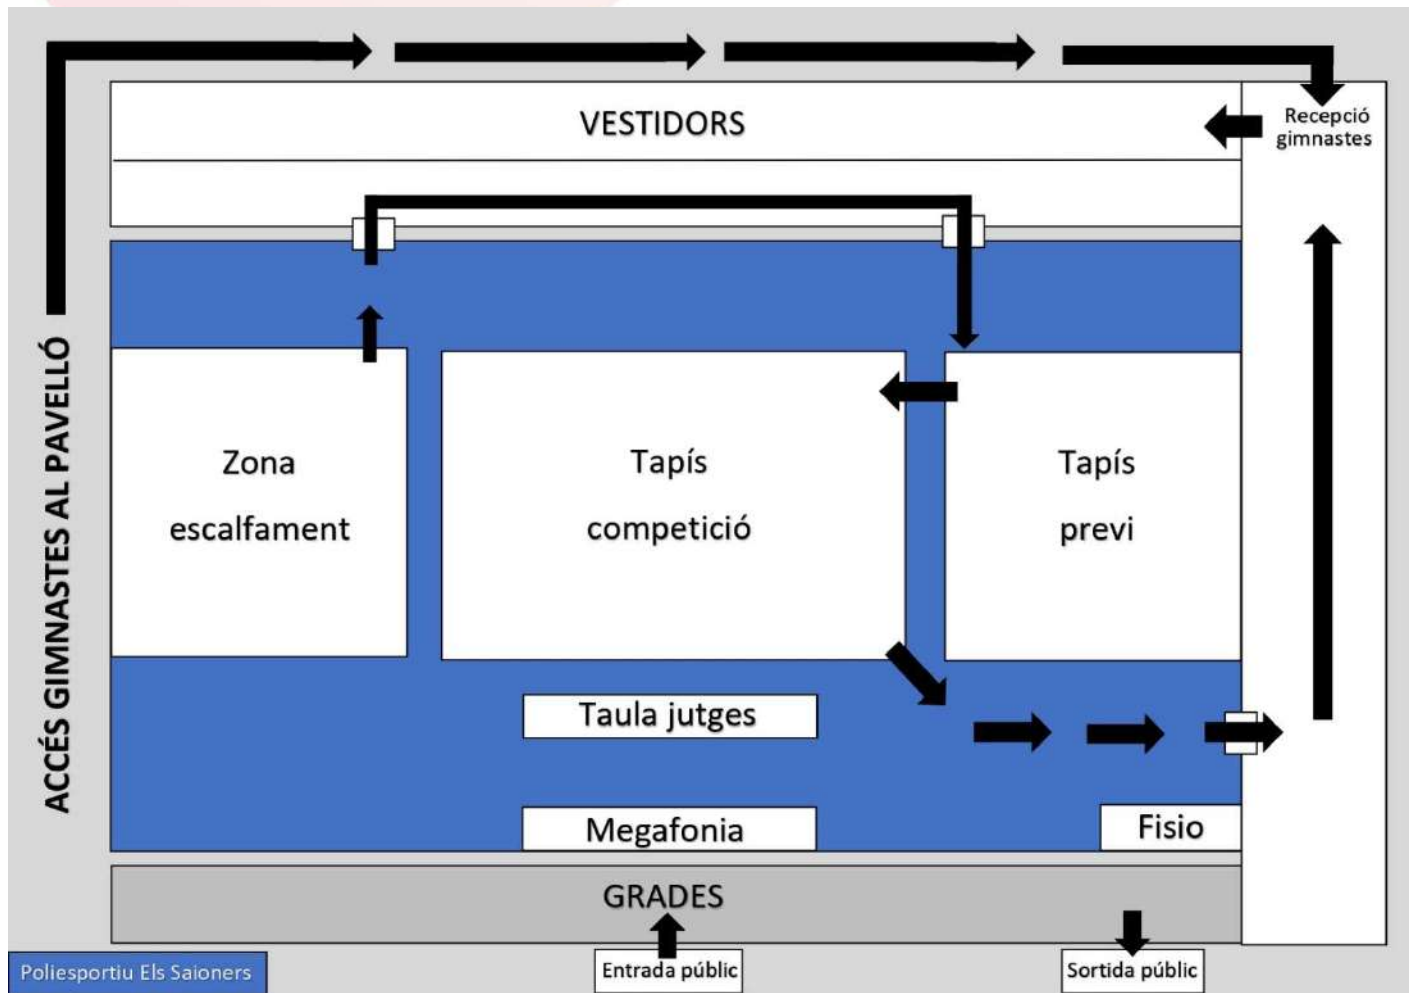 VESTIDORS
Recepció
gimnastes
ACCÉS GIMNASTES AL PAVELLÓ
Zona
escalfament
Tapís
competició
Tapís
previ
Taula jutges
Megafonia
Fisio
GRADES
Poliesportiu Els Saioners
Entrada públic
Sortida públic